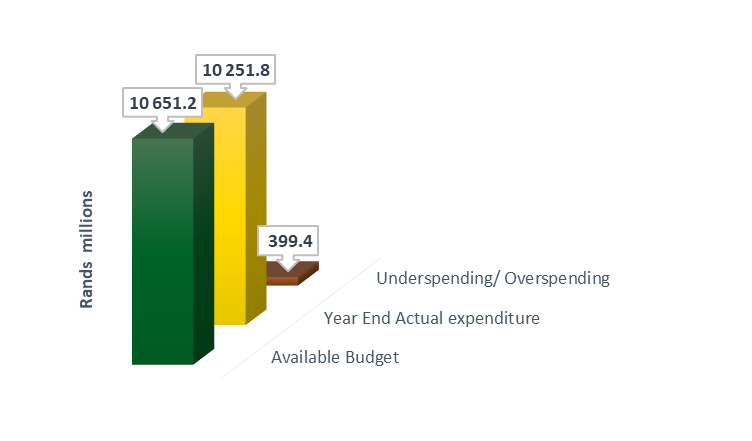 10 251.8
10 651.2
399.4
Rands millions
Underspending/ Overspending
Year End Actual expenditure
Available Budget